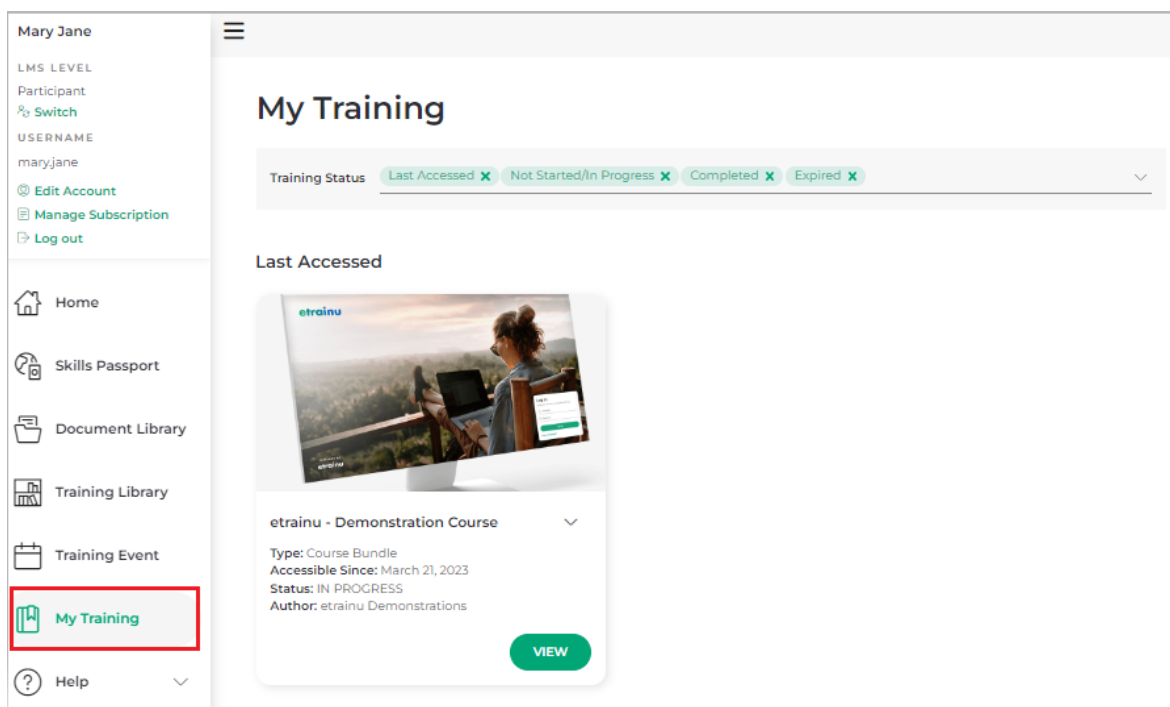 Mary Jane
LMS LEVEL
Participant
Switch
USERNAME
mary.jane
Edit Account
Manage Subscription
Log out
Home
Skills Passport
Document Library
Training Library
Training Event
My Training
Help
My Training
Training Status Last Accessed x Not Started/In Progress x Completed x Expired x
Last Accessed
etrainu
Log in
etrainu
etrainu - Demonstration Course
Type: Course Bundle
Accessible Since: March 21, 2023
Status: IN PROGRESS
Author: etrainu Demonstrations
VIEW